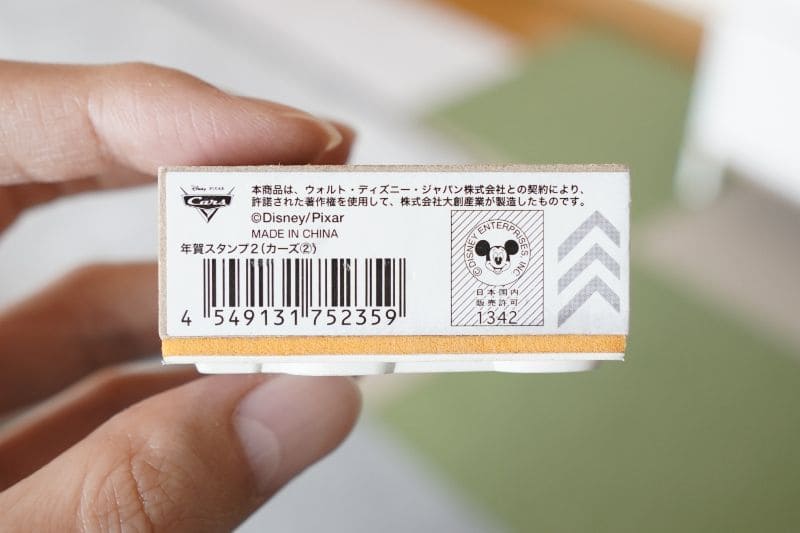 Disney PIXAR
Cars
本商品は、ウォルト・ディズニー・ジャパン株式会社との契約により、
許諾された著作権を使用して、株式会社大創産業が製造したものです。
©Disney/Pixar
MADE IN CHINA
年賀スタンプ2(カーズ②)
4 549131 752359
©DISNEY ENTERPRISES, INC
日本国内
販売許可
1342